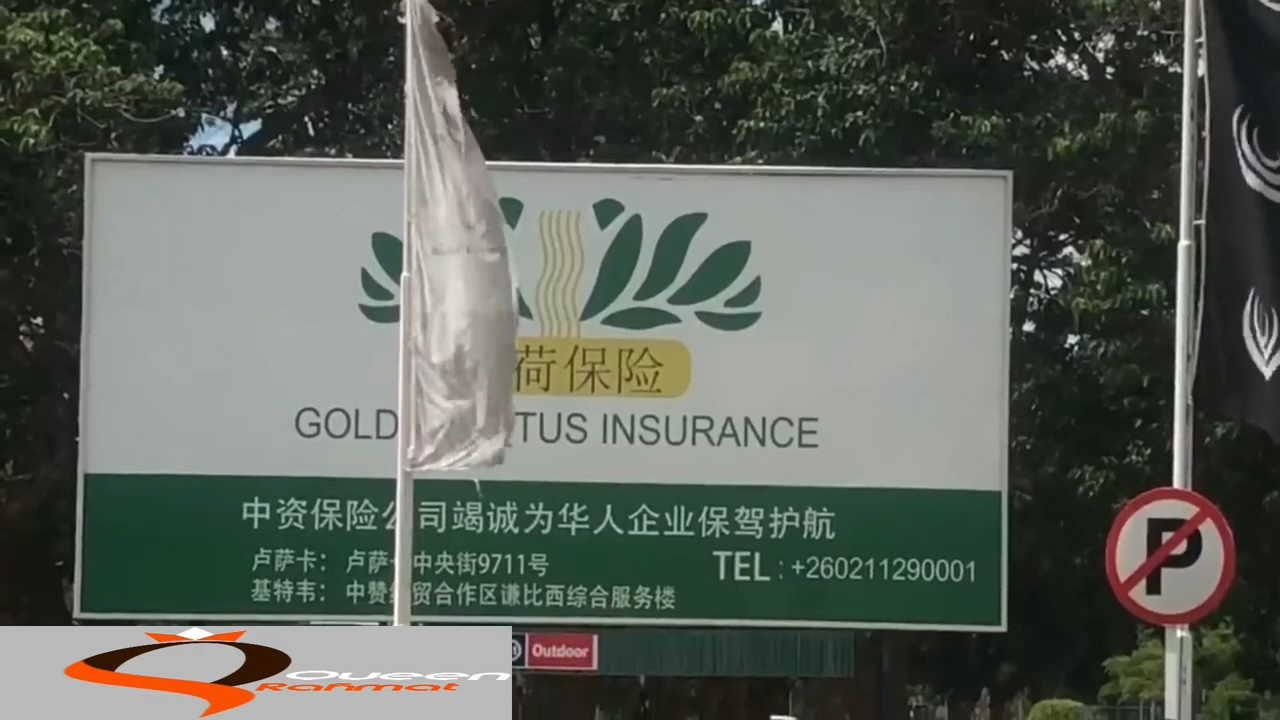 荷保险
GOLD TUS INSURANCE
中资保险公司竭诚为华人企业保驾护航
卢萨卡: 卢萨卡中央街9711号
基特韦: 中赞经贸合作区谦比西综合服务楼
TEL : +260211290001
P
Outdoor
Queen
Rahmat